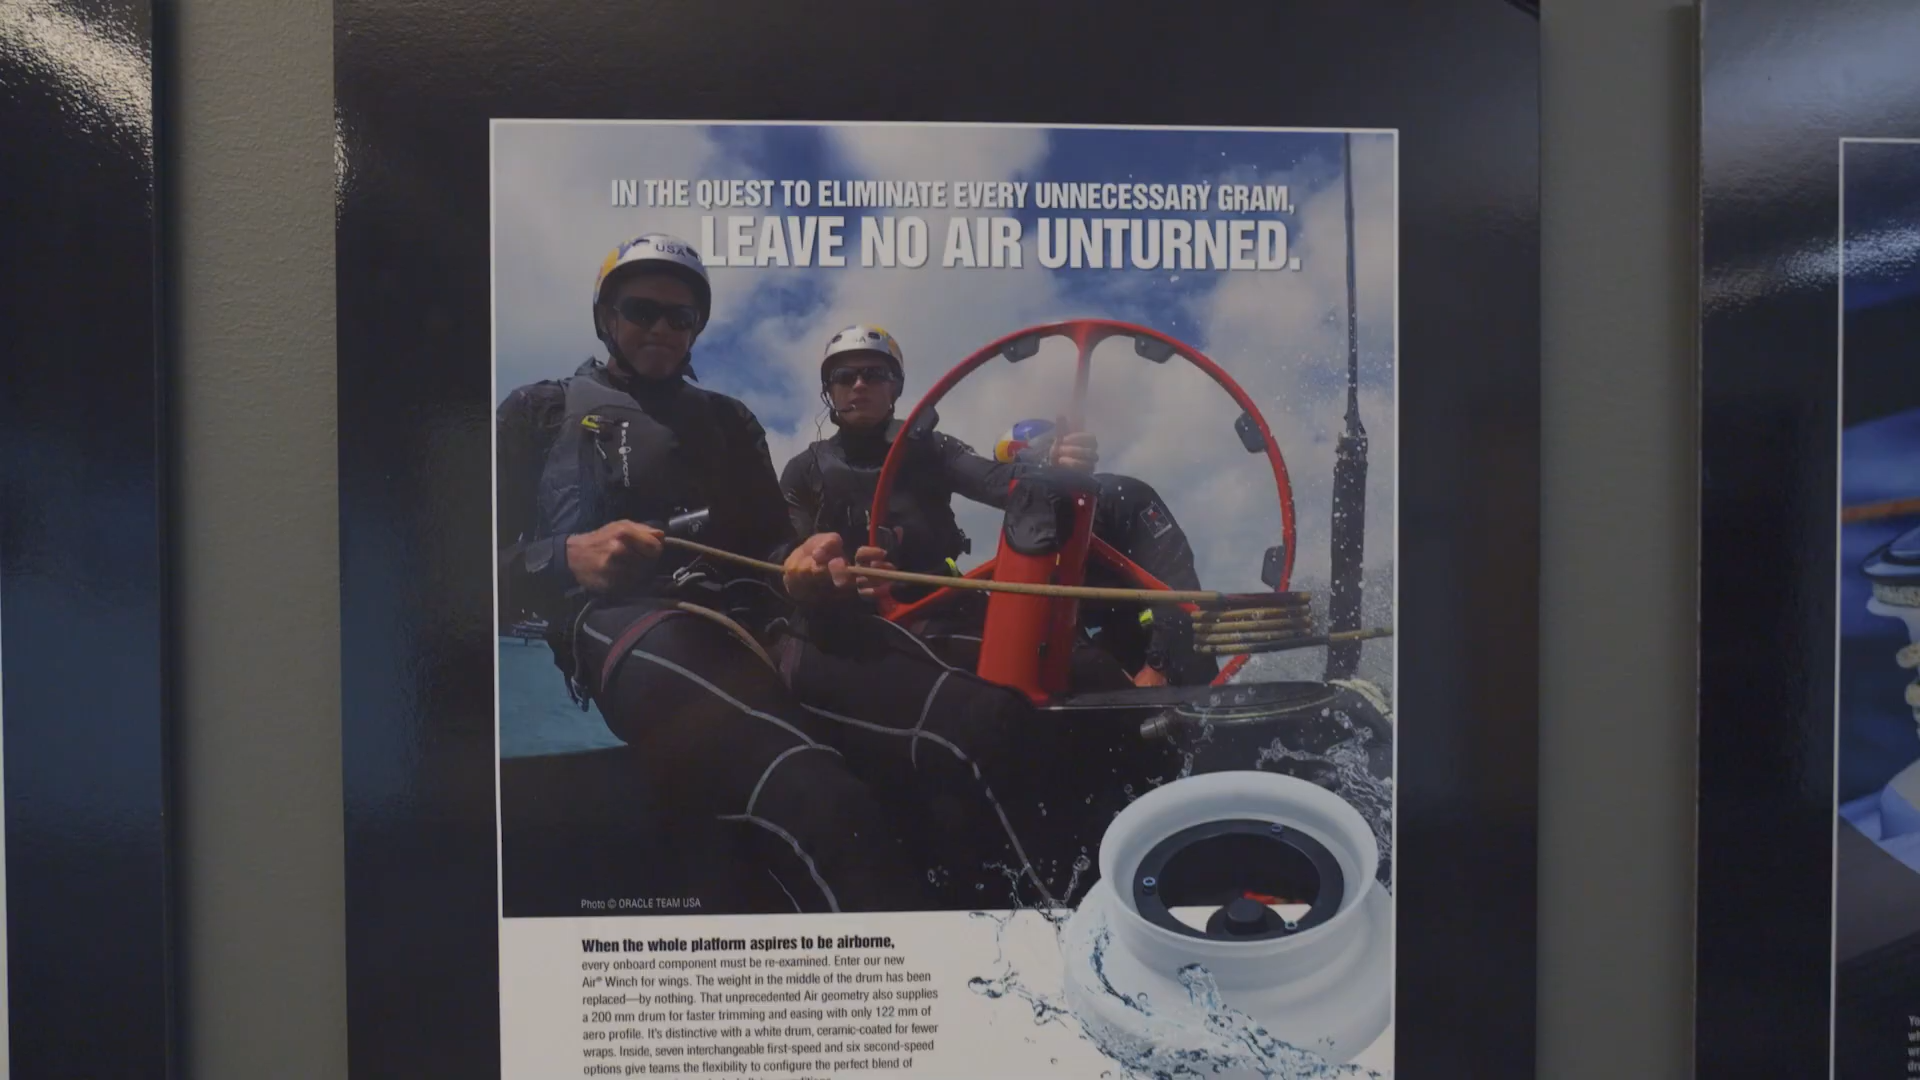 IN THE QUEST TO ELIMINATE EVERY UNNECESSARY GRAM,
LEAVE NO AIR UNTURNED.
USA
Photo © ORACLE TEAM USA
When the whole platform aspires to be airborne,
every onboard component must be re-examined. Enter our new
Air® Winch for wings. The weight in the middle of the drum has been
replaced—by nothing. That unprecedented Air geometry also supplies
a 200 mm drum for faster trimming and easing with only 122 mm of
aero profile. It's distinctive with a white drum, ceramic-coated for fewer
wraps. Inside, seven interchangeable first-speed and six second-speed
options give teams the flexibility to configure the perfect blend of